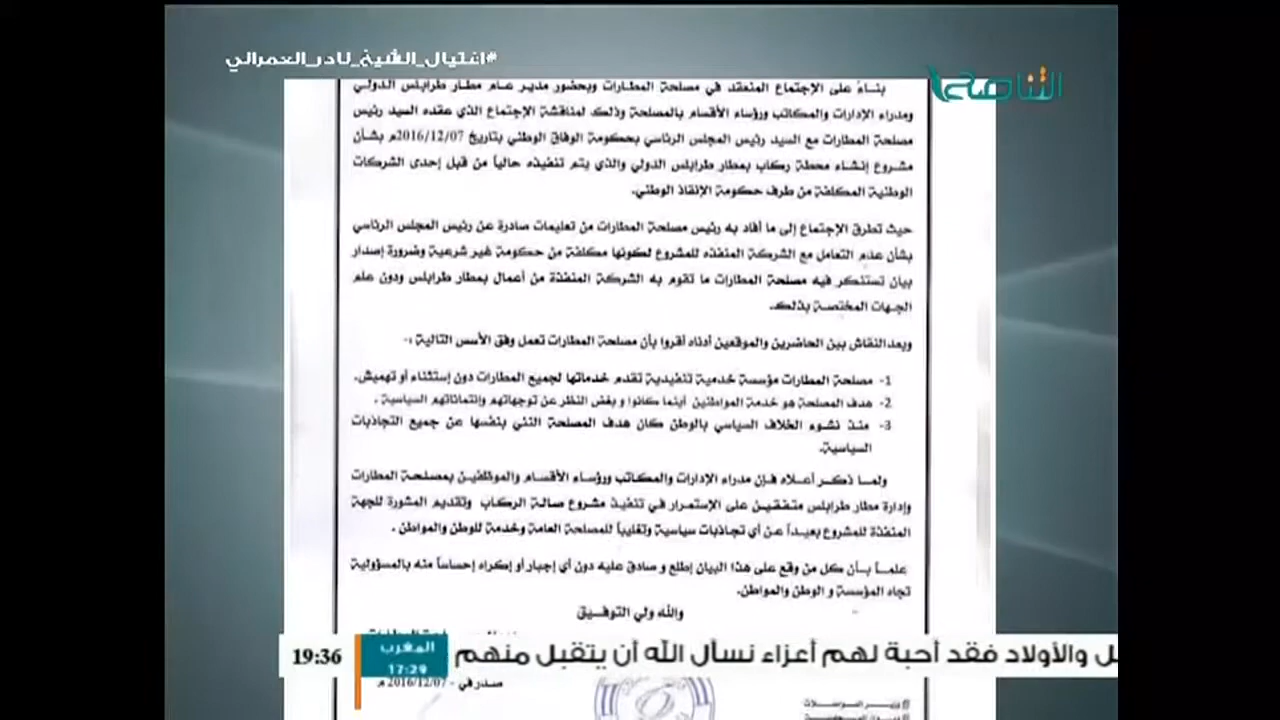 #اغتيال_الشيخ_نادر_العمراني
التناصح
بناءً على الإجتماع المنعقد في مصلحة المطارات وبحضور مدير عام مطار طرابلس الدولي
ومدراء الإدارات والمكاتب ورؤساء الأقسام بالمصلحة وذلك لمناقشة الإجتماع الذي عقده السيد رئيس
مصلحة المطارات مع السيد رئيس المجلس الرئاسي بحكومة الوفاق الوطني بتاريخ 2016/12/07م بشأن
مشروع إنشاء محطة ركاب بمطار طرابلس الدولي والذي يتم تنفيذه حالياً من قبل إحدى الشركات
الوطنية المكلفة من طرف حكومة الإنقاذ الوطني.
حيث تطرق الإجتماع إلى ما أفاد به رئيس مصلحة المطارات من تعليمات صادرة عن رئيس المجلس الرئاسي
بشأن عدم التعامل مع الشركة المنفذه للمشروع لكونها مكلفة من حكومة غير شرعية وضرورة إصدار
بيان تستنكر فيه مصلحة المطارات ما تقوم به الشركة المنفذة من أعمال بمطار طرابلس ودون علم
الجهات المختصة بذلك.
وبعد النقاش بين الحاضرين والموقعين أدناه أقروا بأن مصلحة المطارات تعمل وفق الأسس التالية :-
1- مصلحة المطارات مؤسسة خدمية تنفيدية تقدم خدماتها لجميع المطارات دون إستثناء أو تهميش.
2- هدف المصلحة هو خدمة المواطنين أينما كانوا و بغض النظر عن توجهاتهم وإنتمائاتهم السياسية .
3- منذ نشوء الخلاف السياسي بالوطن كان هدف المصلحة النئي بنفسها عن جميع التجاذبات
السياسية.
ولما ذكر أعلاه فإن مدراء الإدارات والمكاتب ورؤساء الأقسام والموظفين بمصلحة المطارات
وإدارة مطار طرابلس متفقين على الإستمرار في تنفيذ مشروع صالة الركاب وتقديم المشورة للجهة
المنفذة للمشروع بعيداً عن أي تجاذبات سياسية وتغليباً للمصلحة العامة وخدمة للوطن والمواطن .
علماً بأن كل من وقع على هذا البيان إطلع و صادق عليه دون أي إجبار أو إكراه إحساساً منه بالمسؤولية
تجاه المؤسسة و الوطن والمواطن.
والله ولي التوفيق
والأولاد فقد أحبة لهم أعزاء نسأل الله أن يتقبل منهم
المغرب
17:29
19:36
صدر في - 2016/12/07 م